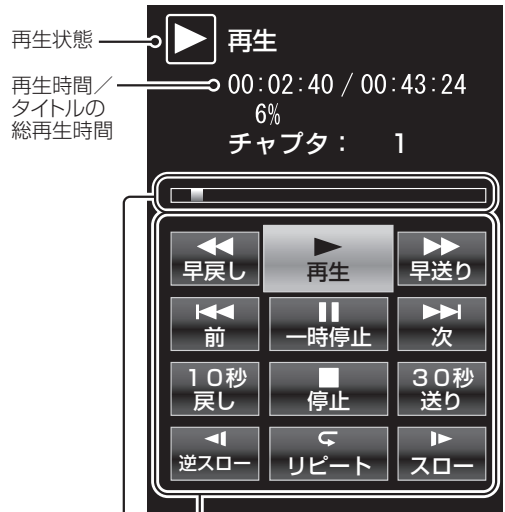 再生状態
再生
再生時間／
タイトルの
総再生時間
00:02:40 / 00:43:24
6%
チャプタ： 1
早戻し
再生
早送り
前
一時停止
次
10秒
戻し
停止
30秒
送り
逆スロー
リピート
スロー